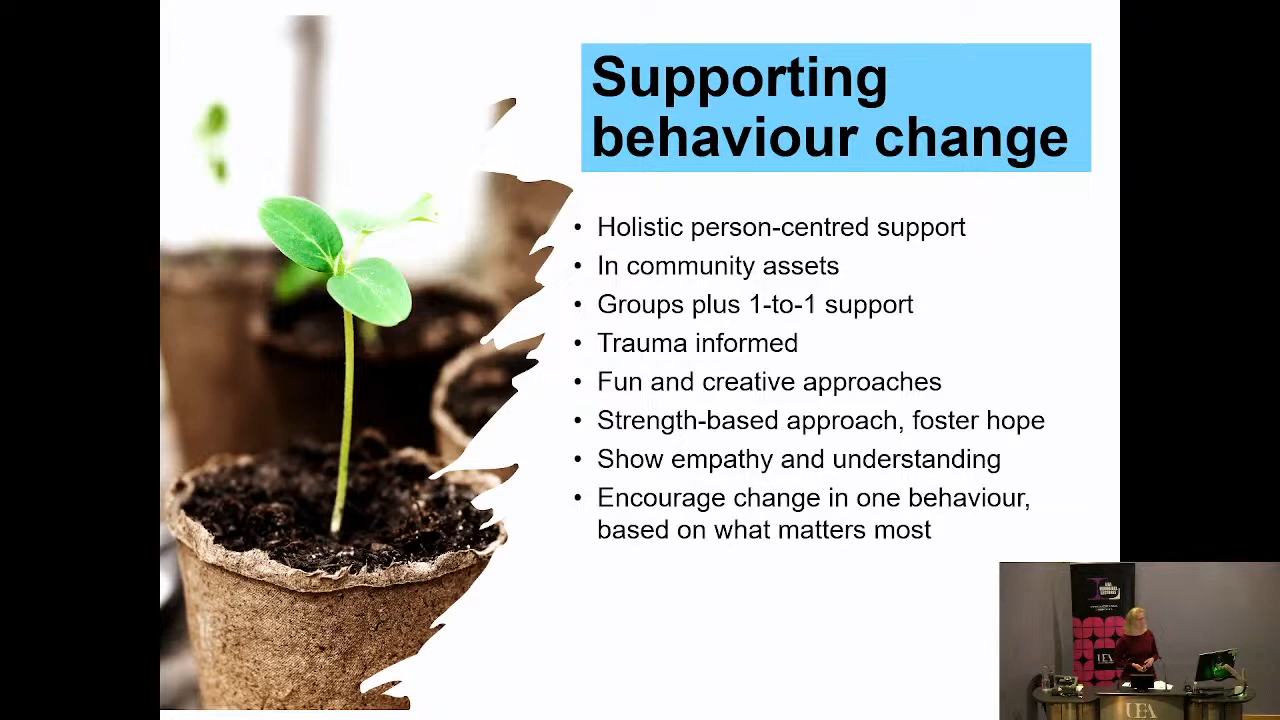 Supporting
behaviour change
• Holistic person-centred support
• In community assets
• Groups plus 1-to-1 support
• Trauma informed
• Fun and creative approaches
• Strength-based approach, foster hope
• Show empathy and understanding
• Encourage change in one behaviour,
based on what matters most
UEA
UEA